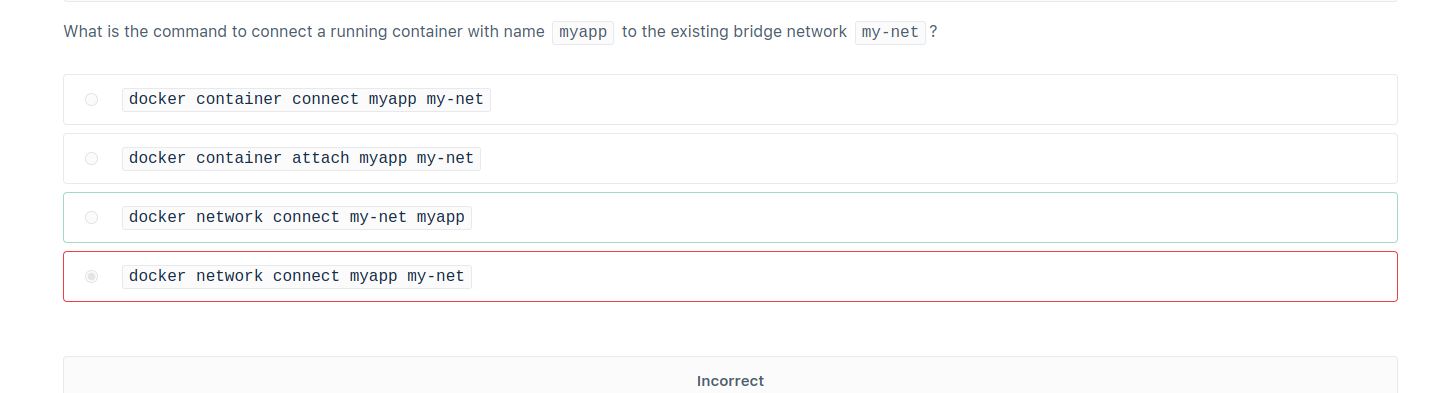 What is the command to connect a running container with name myapp to the existing bridge network my-net ?
docker container connect myapp my-net
docker container attach myapp my-net
docker network connect my-net myapp
docker network connect myapp my-net
Incorrect